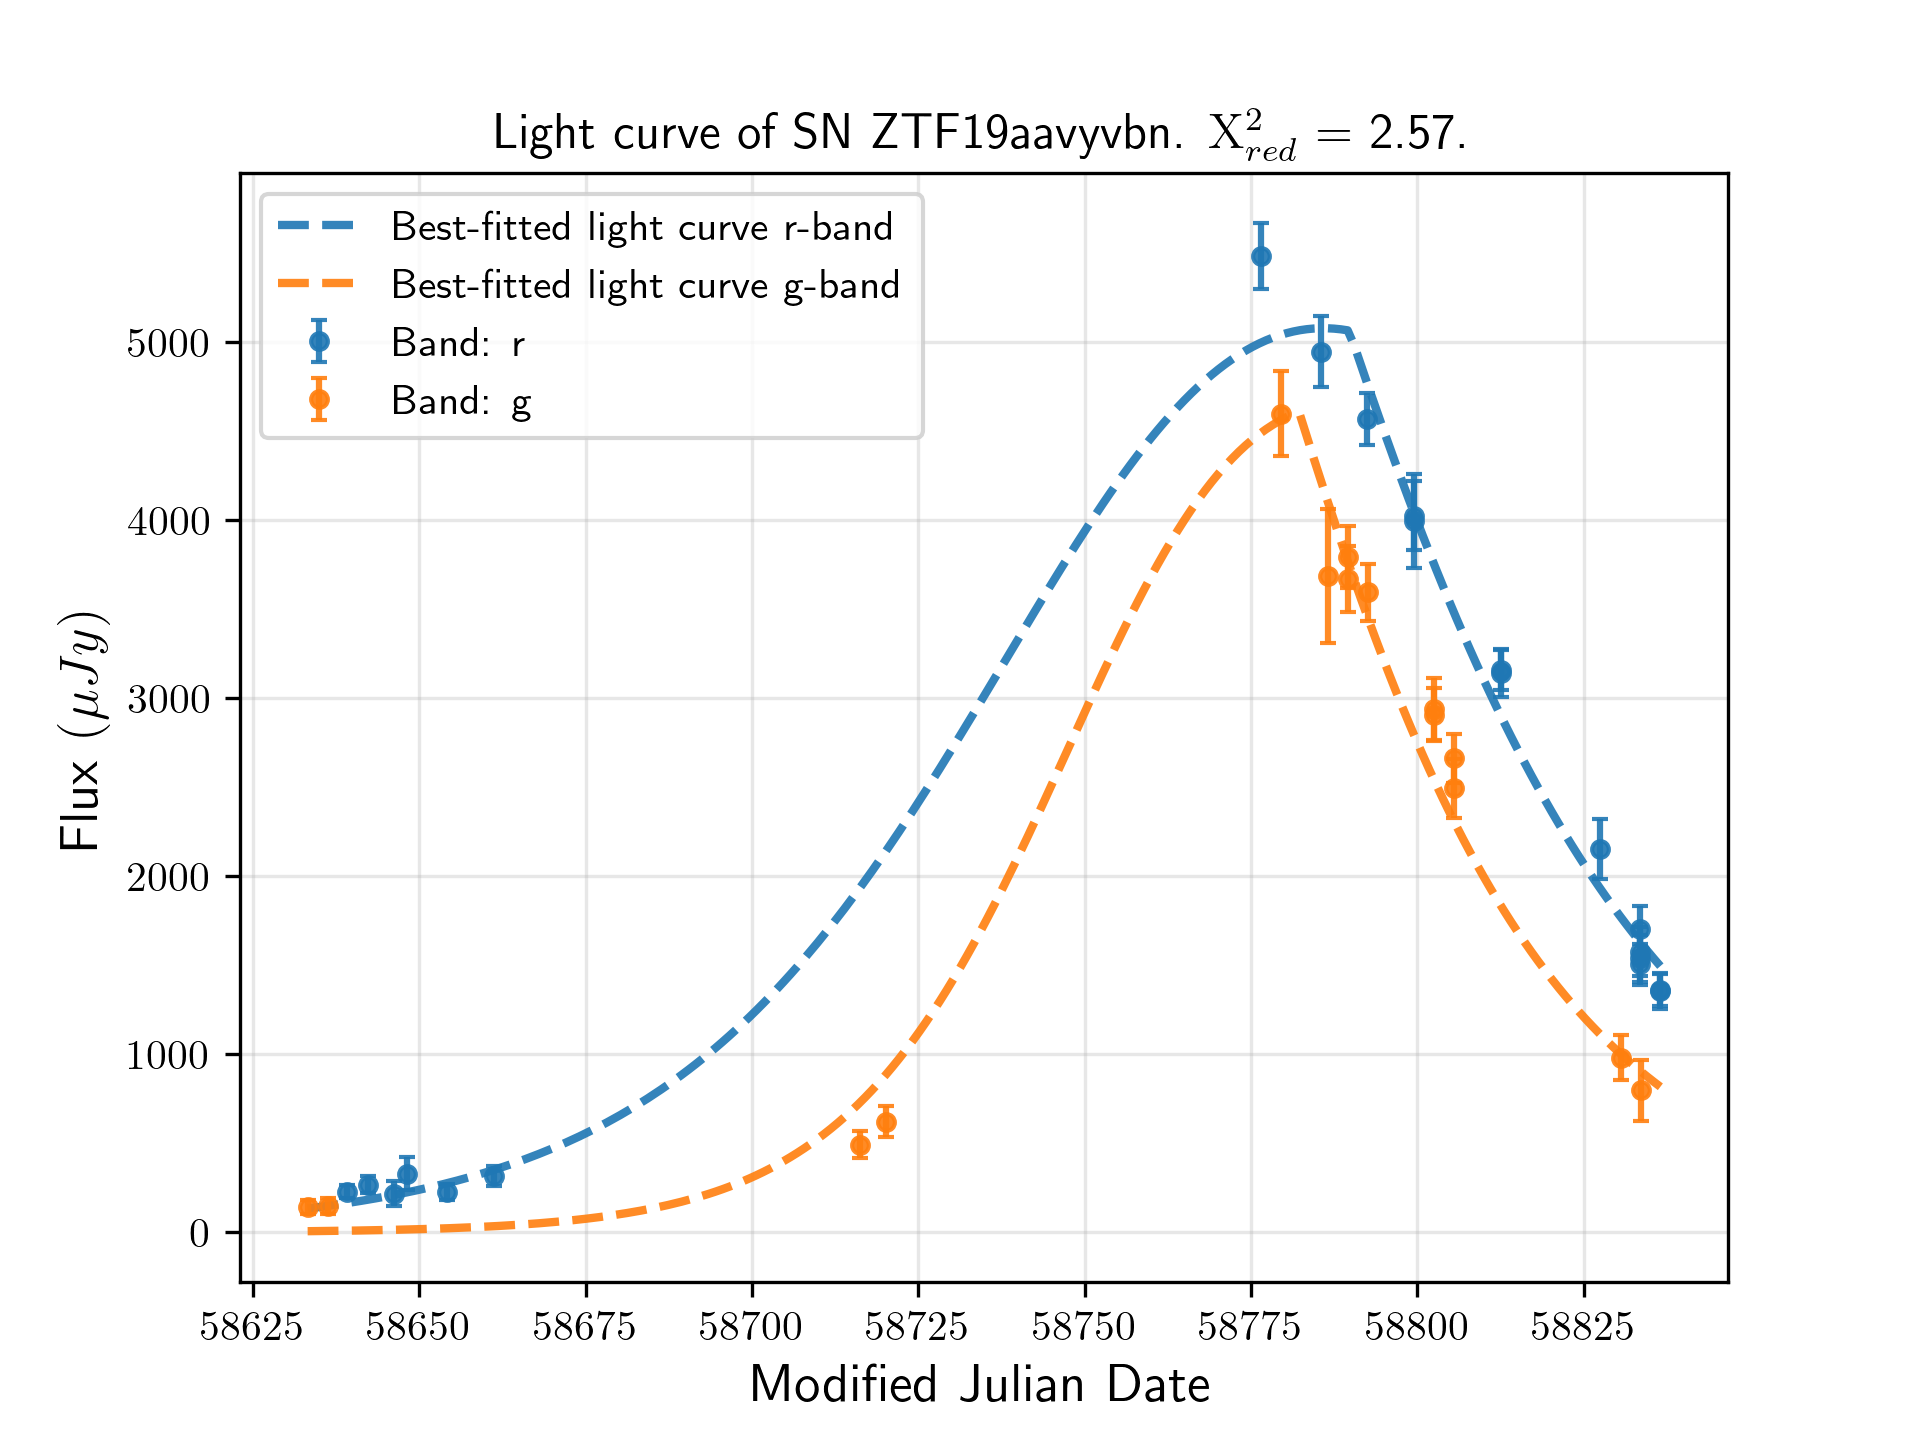 Light curve of SN ZTF19aavyvbn. X²_red = 2.57.
Best-fitted light curve r-band
Best-fitted light curve g-band
Band: r
Band: g
Flux (μJy)
5000
4000
3000
2000
1000
0
58625 58650 58675 58700 58725 58750 58775 58800 58825
Modified Julian Date